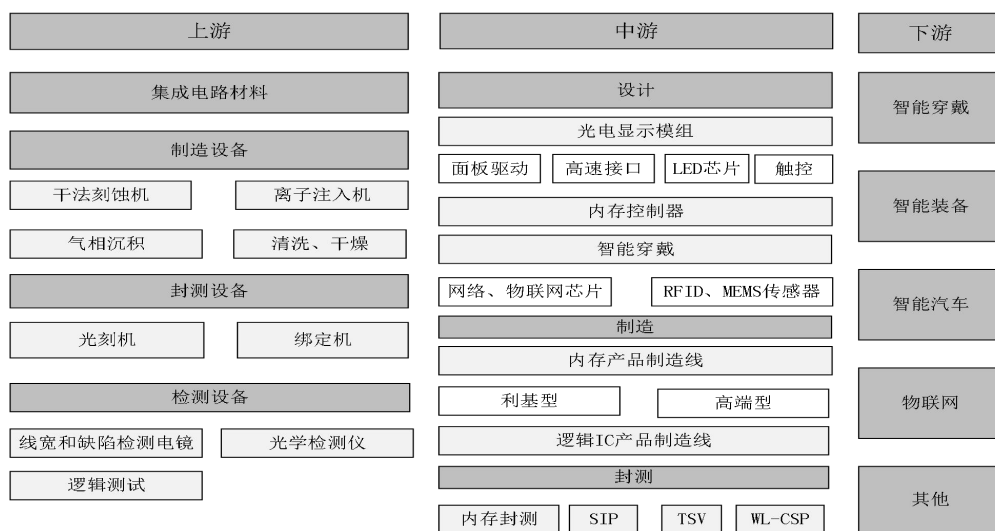 上游
集成电路材料
制造设备
干法刻蚀机
离子注入机
气相沉积
清洗、干燥
封测设备
光刻机
绑定机
检测设备
线宽和缺陷检测电镜
光学检测仪
逻辑测试
中游
设计
光电显示模组
面板驱动
高速接口
LED芯片
触控
内存控制器
智能穿戴
网络、物联网芯片
RFID、MEMS传感器
制造
内存产品制造线
利基型
高端型
逻辑IC产品制造线
封测
内存封测
SIP
TSV
WL-CSP
下游
智能穿戴
智能装备
智能汽车
物联网
其他